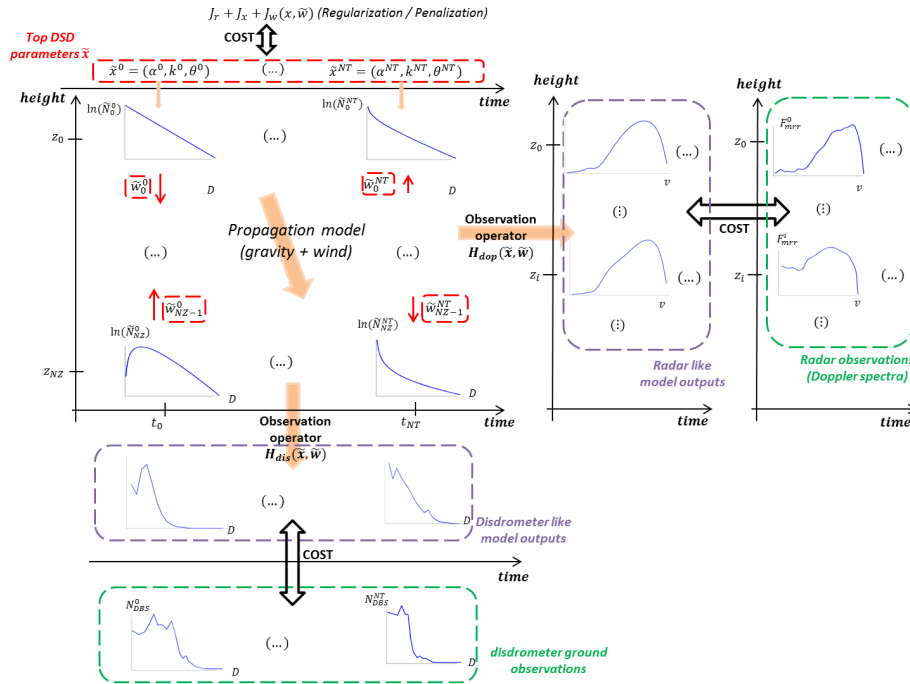 J_r + J_x + J_w(x, w̃) (Regularization / Penalization)
COST
Top DSD
parameters x̃
x̃^0 = (α^0, k^0, θ^0) (...) x̃^NT = (α^NT, k^NT, θ^NT)
time
height
ln(Ñ_0^0) (...) ln(Ñ_0^NT)
z_0
D D
w̃_0^0 w̃_0^NT
Propagation model
(gravity + wind)
(...) (...)
w̃_{NZ-1}^0 w̃_{NZ-1}^NT
ln(Ñ_NZ^0) (...) ln(Ñ_NZ^NT)
z_NZ
D D
t_0 t_NT time
Observation
operator
H_dop(x̃, w̃)
height
z_0
(...)
v
(⋮)
z_i
(...)
v
(⋮)
time
Radar like
model outputs
COST
height
z_0
F_mrr^0
(...)
v
(⋮)
z_i
F_mrr^i
(...)
v
(⋮)
Radar observations
(Doppler spectra)
time
Observation
operator
H_dis(x̃, w̃)
(...)
D D
Disdrometer like
model outputs
COST
time
N_DBS^0 (...) N_DBS^NT
D D
disdrometer ground
observations